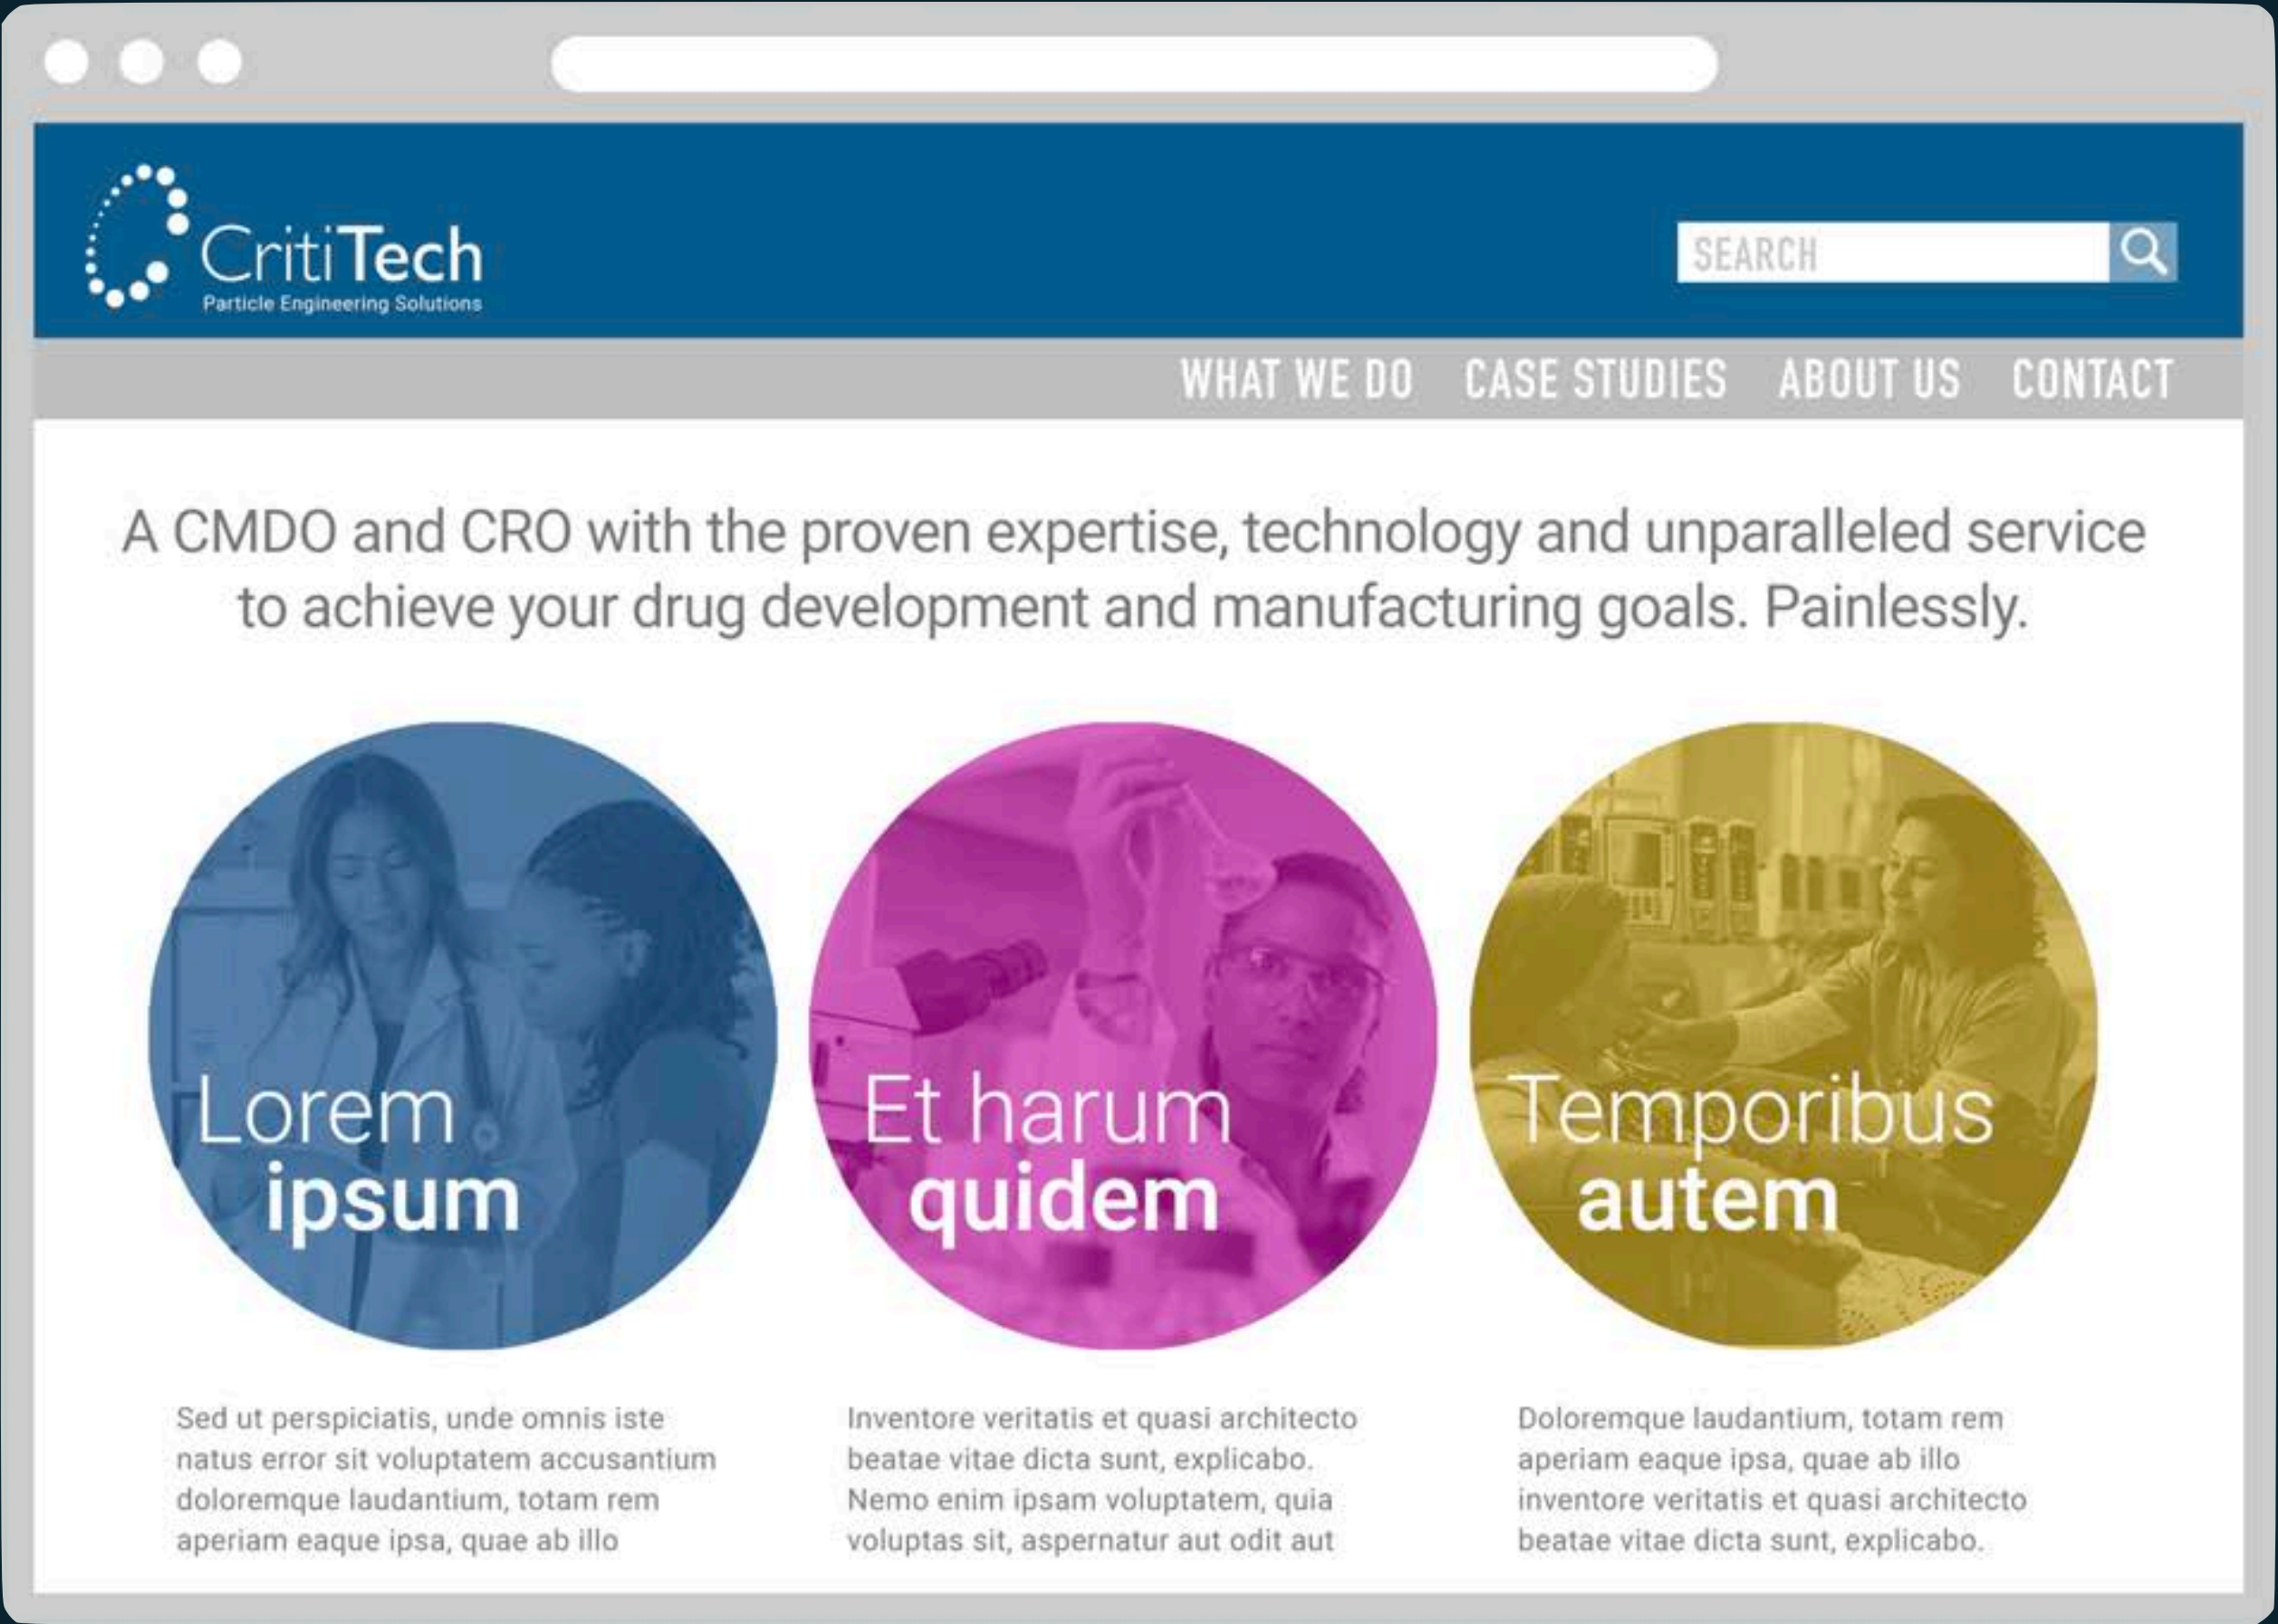 CritiTech
Particle Engineering Solutions
SEARCH
WHAT WE DO CASE STUDIES ABOUT US CONTACT
A CMDO and CRO with the proven expertise, technology and unparalleled service
to achieve your drug development and manufacturing goals. Painlessly.
Lorem
ipsum
Et harum
quidem
Temporibus
autem
Sed ut perspiciatis, unde omnis iste
natus error sit voluptatem accusantium
doloremque laudantium, totam rem
aperiam eaque ipsa, quae ab illo
Inventore veritatis et quasi architecto
beatae vitae dicta sunt, explicabo.
Nemo enim ipsam voluptatem, quia
voluptas sit, aspernatur aut odit aut
Doloremque laudantium, totam rem
aperiam eaque ipsa, quae ab illo
inventore veritatis et quasi architecto
beatae vitae dicta sunt, explicabo.